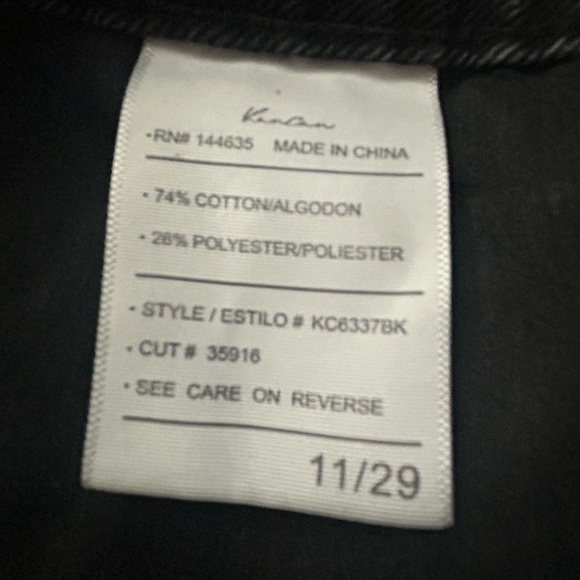 KanCan
•RN# 144635 MADE IN CHINA
• 74% COTTON/ALGODON
• 26% POLYESTER/POLIESTER
• STYLE / ESTILO # KC6337BK
• CUT # 35916
• SEE CARE ON REVERSE
11/29